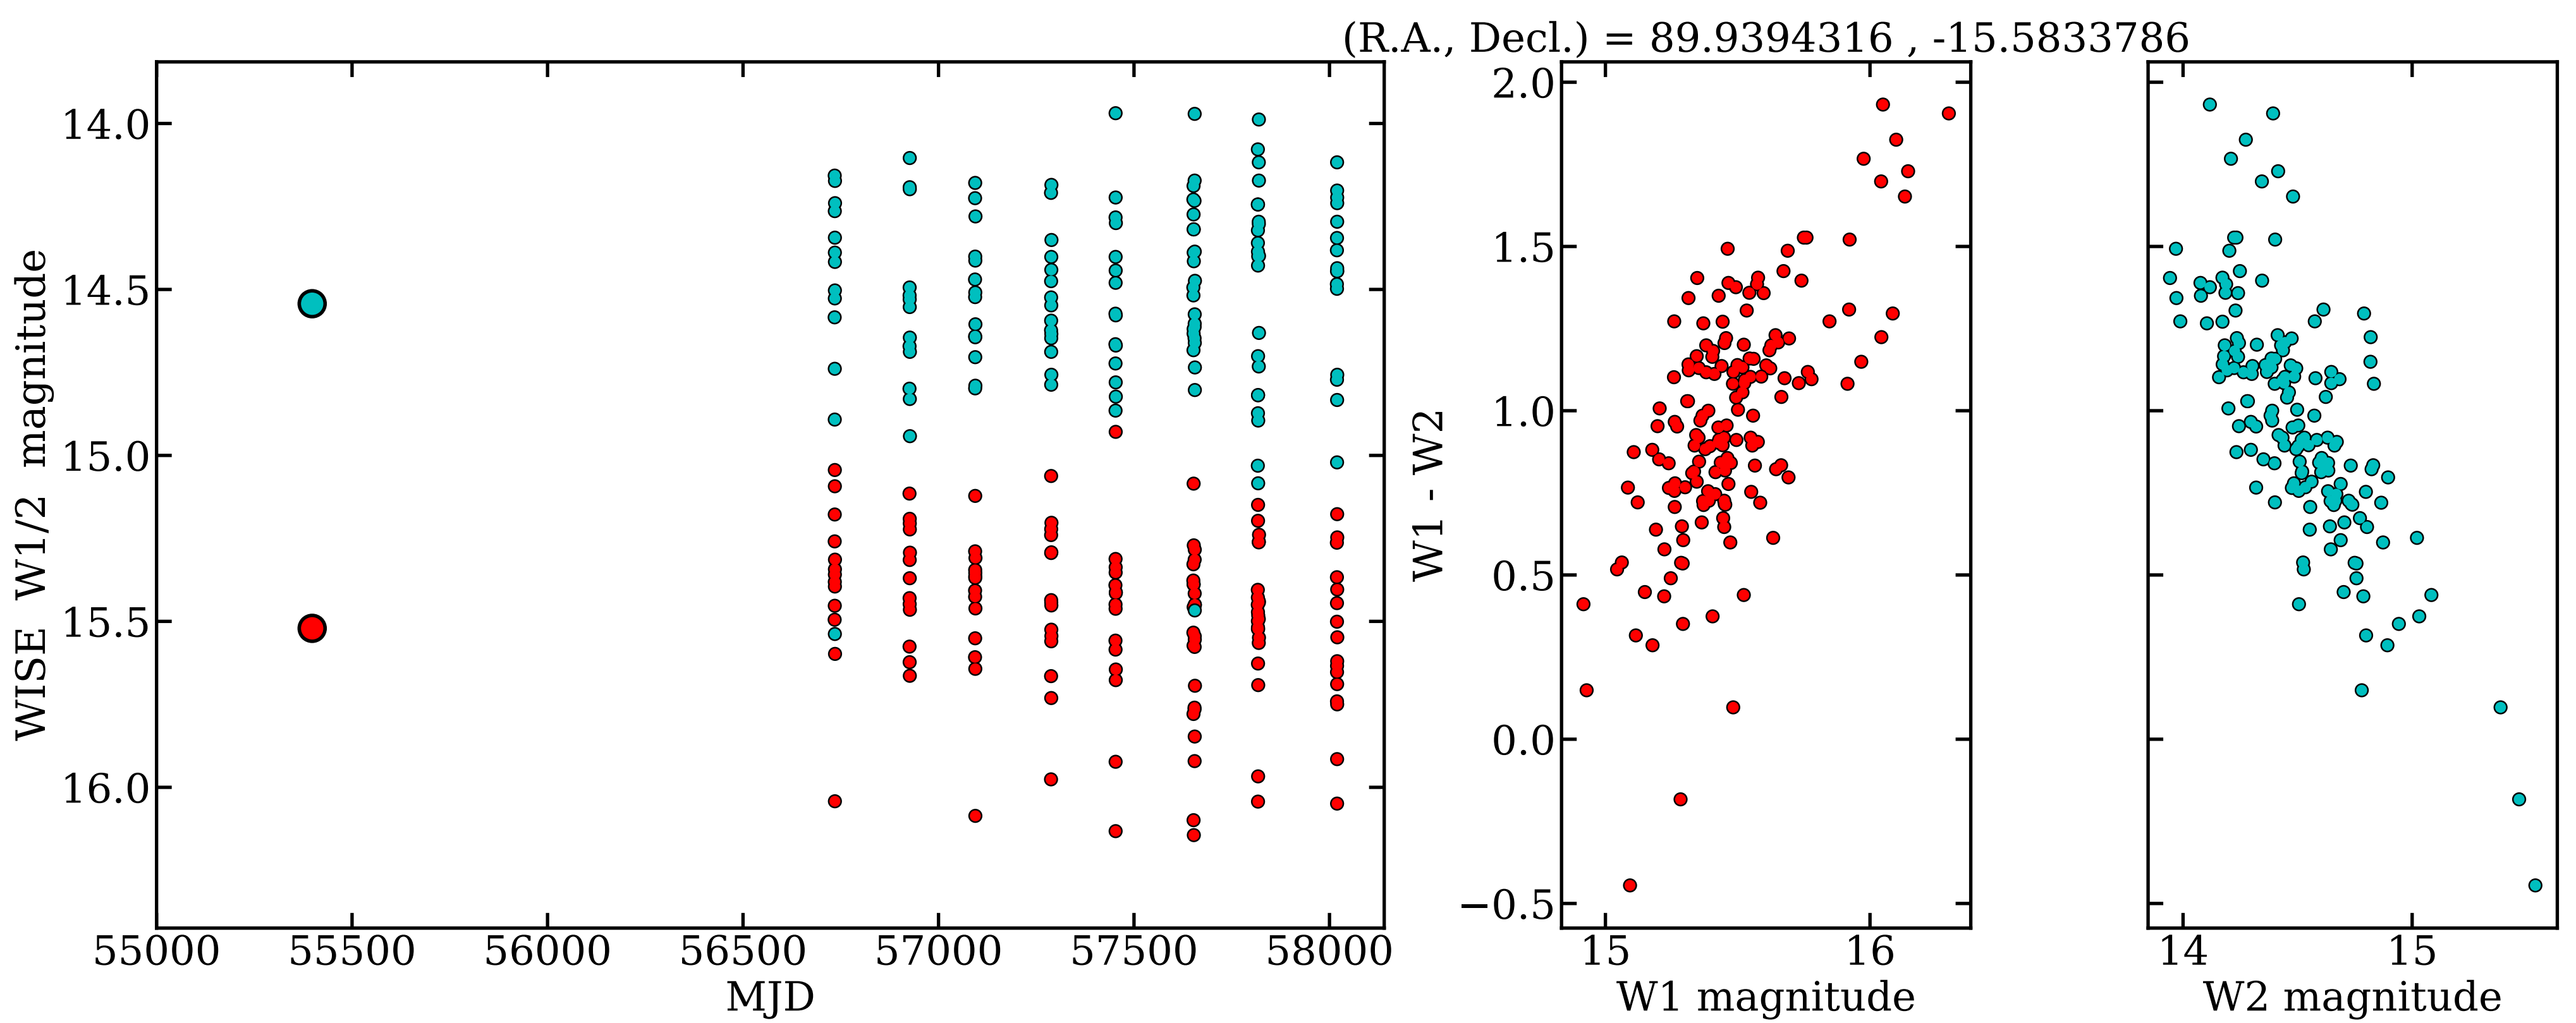 (R.A., Decl.) = 89.9394316 , -15.5833786
WISE W1/2 magnitude
14.0
14.5
15.0
15.5
16.0
55000 55500 56000 56500 57000 57500 58000
MJD
W1 - W2
2.0
1.5
1.0
0.5
0.0
−0.5
15 16
W1 magnitude
14 15
W2 magnitude